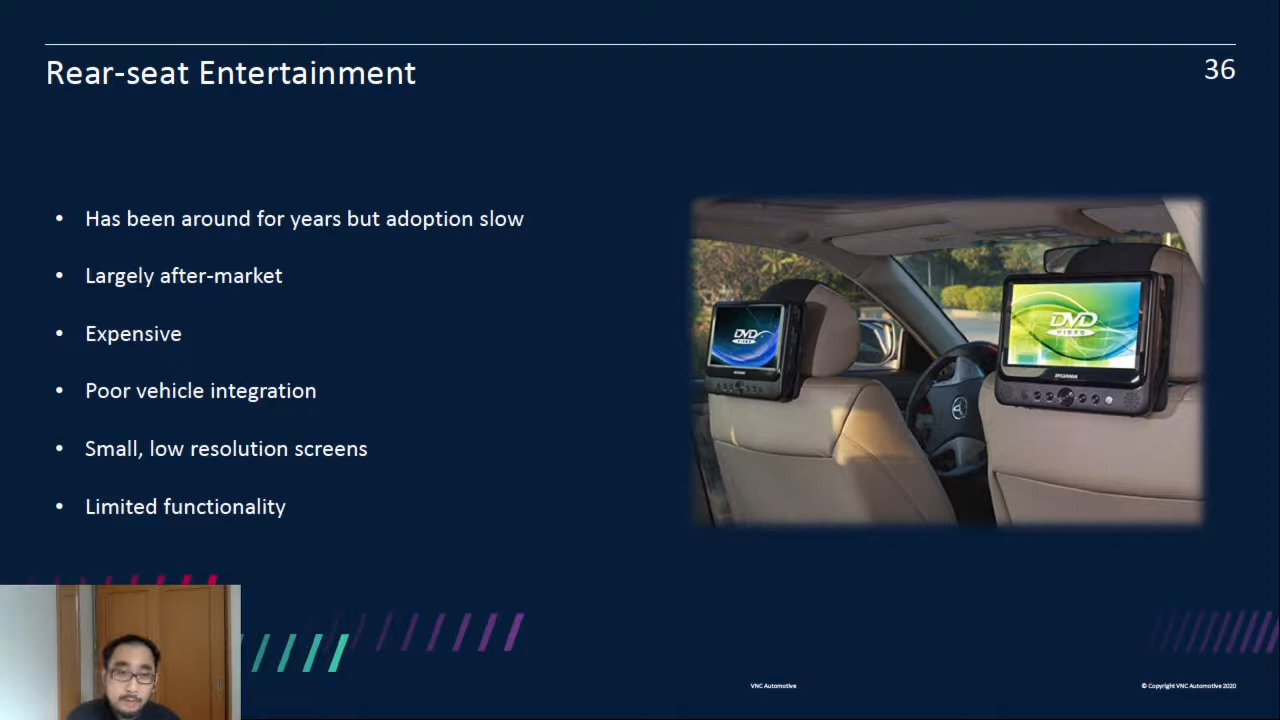 Rear-seat Entertainment
36
• Has been around for years but adoption slow
• Largely after-market
• Expensive
• Poor vehicle integration
• Small, low resolution screens
• Limited functionality
DVD
VIDEO
DVD
VIDEO
SYLVANIA
VNC Automotive
© Copyright VNC Automotive 2020